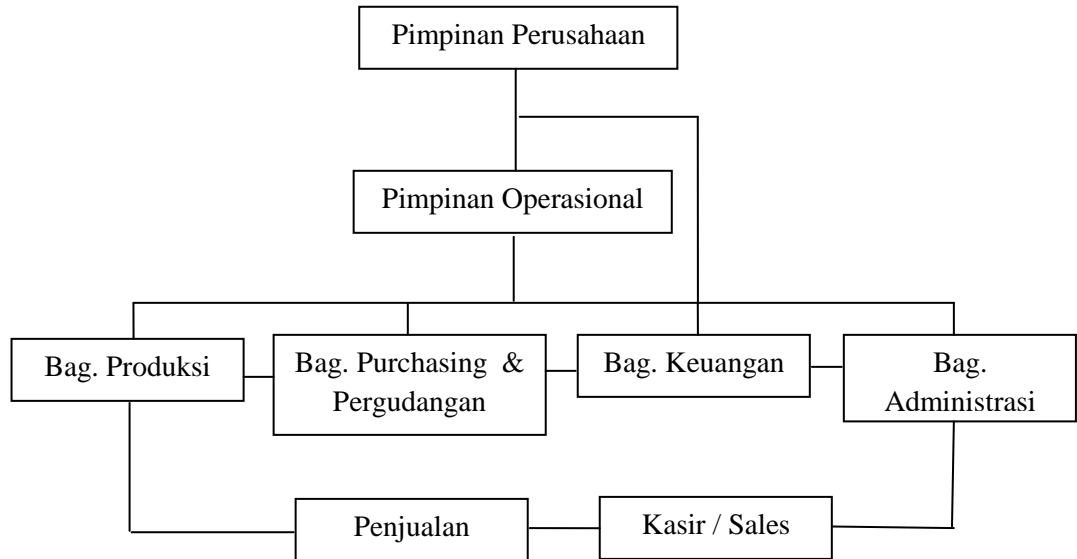 Pimpinan Perusahaan
Pimpinan Operasional
Bag. Produksi
Bag. Purchasing &
Pergudangan
Bag. Keuangan
Bag.
Administrasi
Penjualan
Kasir / Sales